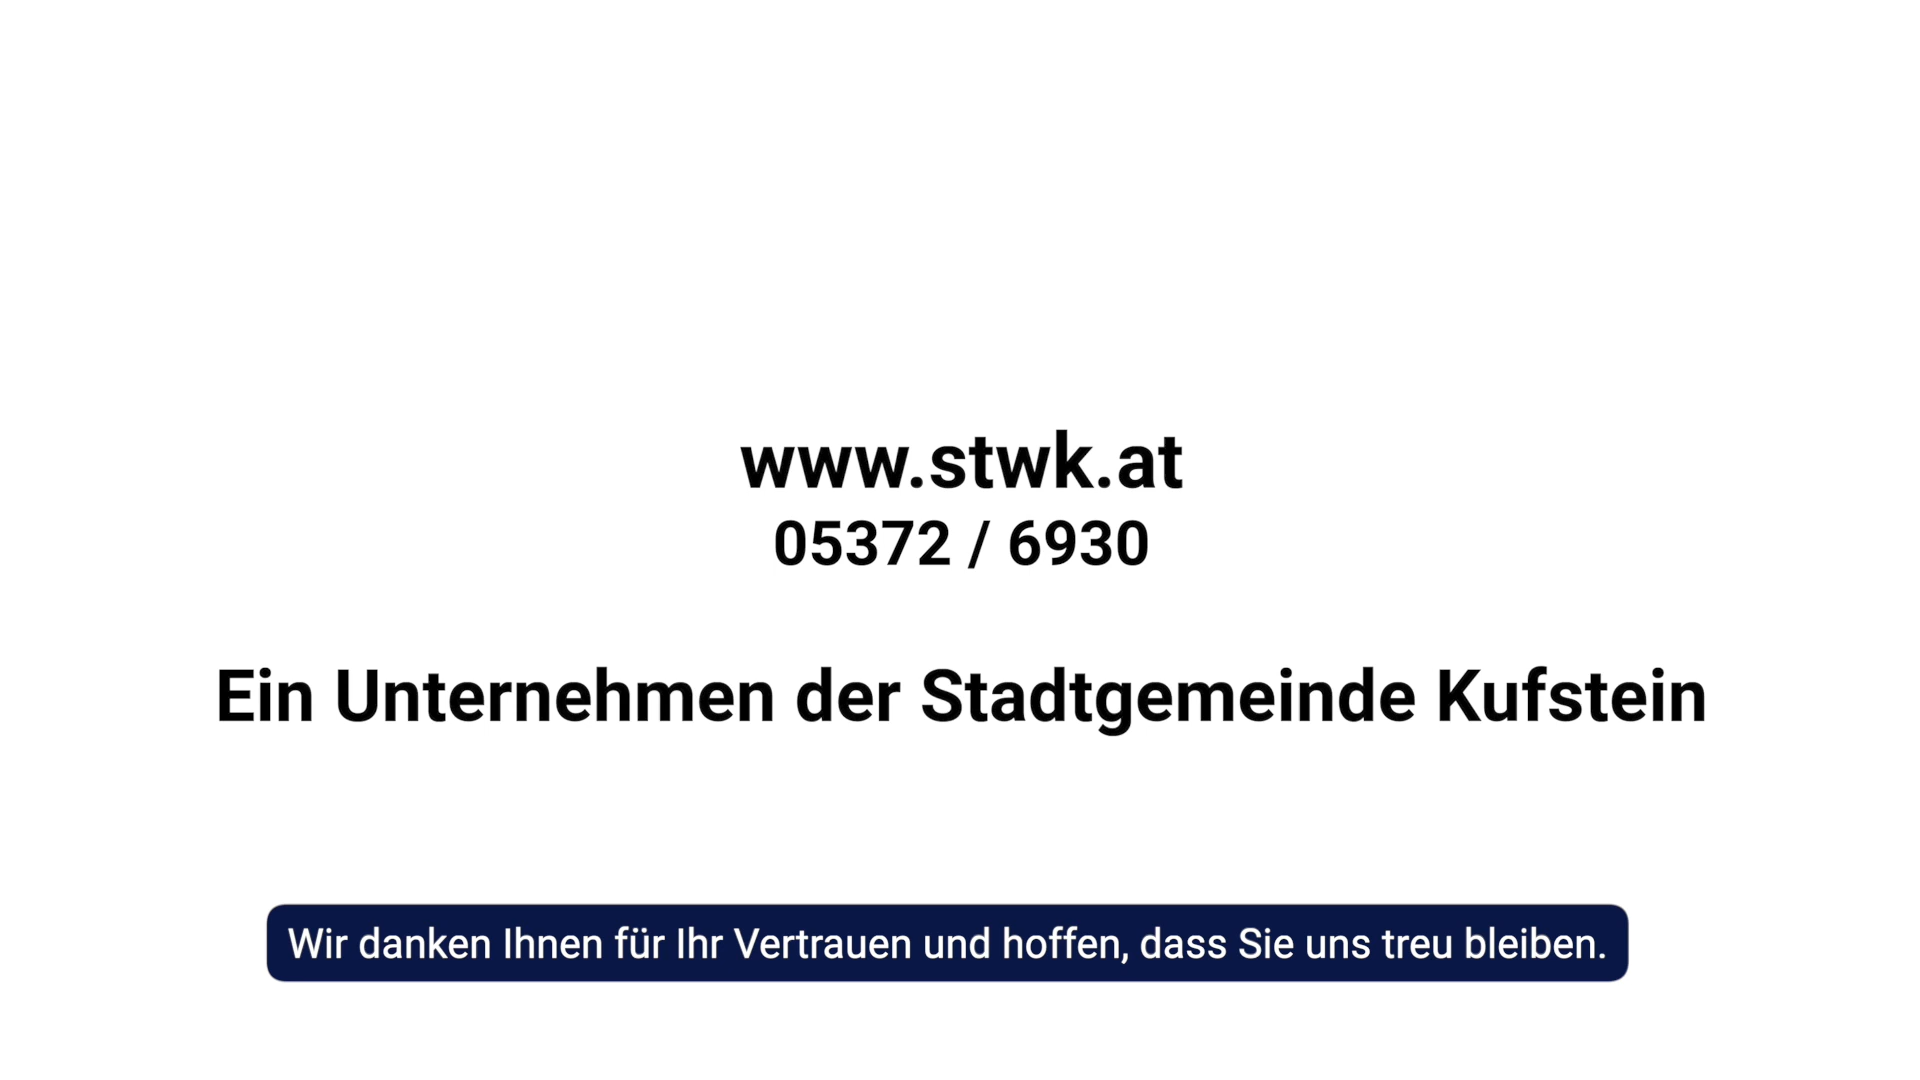 www.stwk.at
05372 / 6930
Ein Unternehmen der Stadtgemeinde Kufstein
Wir danken Ihnen für Ihr Vertrauen und hoffen, dass Sie uns treu bleiben.